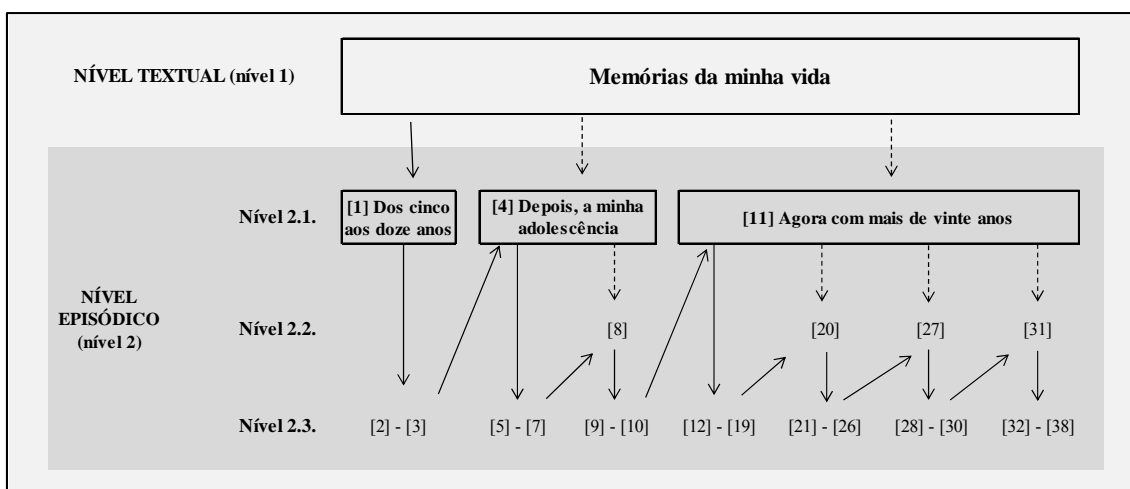 NÍVEL TEXTUAL (nível 1)
Memórias da minha vida
Nível 2.1.
[1] Dos cinco
aos doze anos
[4] Depois, a minha
adolescência
[11] Agora com mais de vinte anos
NÍVEL
EPISÓDICO
(nível 2)
Nível 2.2.
[8]
[20]
[27]
[31]
Nível 2.3.
[2] - [3]
[5] - [7]
[9] - [10]
[12] - [19]
[21] - [26]
[28] - [30]
[32] - [38]